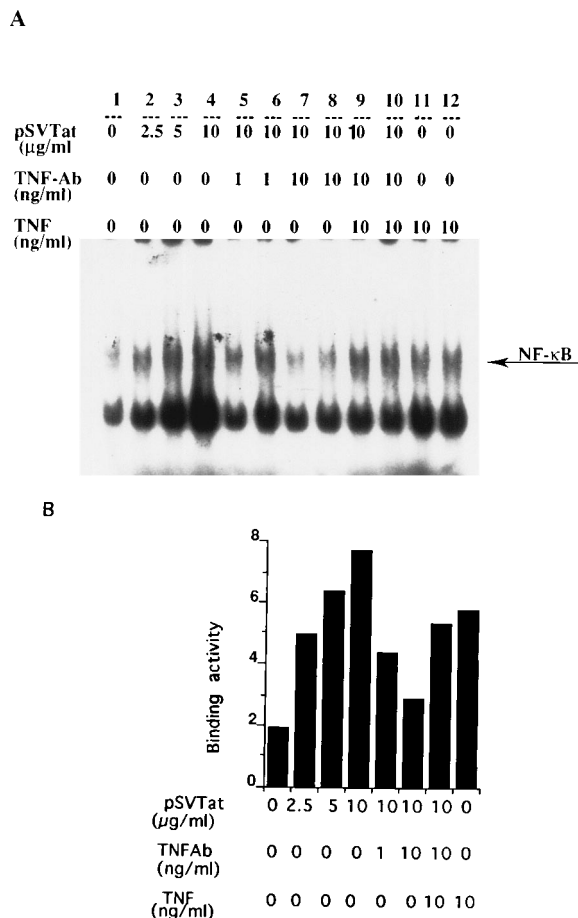 A
1 2 3 4 5 6 7 8 9 10 11 12
--- --- --- --- --- --- --- --- --- --- --- ---
pSVTat 0 2.5 5 10 10 10 10 10 10 10 0 0
(μg/ml
TNF-Ab 0 0 0 0 1 1 10 10 10 10 0 0
(ng/ml)
TNF 0 0 0 0 0 0 0 0 10 10 10 10
(ng/ml)
NF-κB
B
8
6
4
2
0
Binding activity
pSVTat 0 2.5 5 10 10 10 10 0
(μg/ml)
TNFAb 0 0 0 0 1 10 10 0
(ng/ml)
TNF 0 0 0 0 0 0 10 10
(ng/ml)